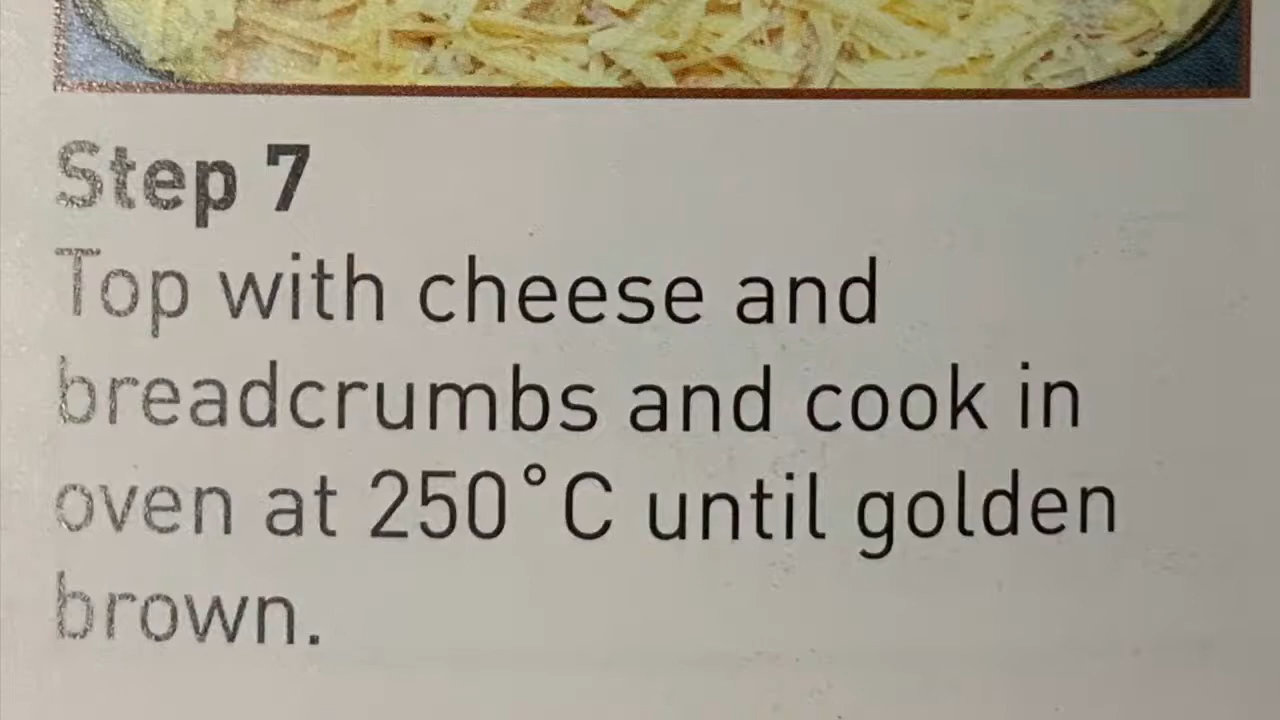 Step 7
Top with cheese and
breadcrumbs and cook in
oven at 250°C until golden
brown.